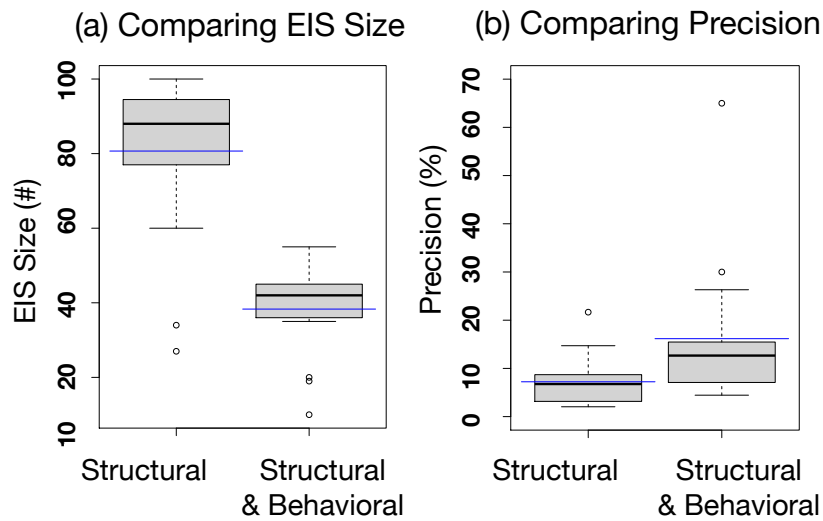 (a) Comparing EIS Size
EIS Size (#)
100
80
60
40
20
10
Structural
Structural
& Behavioral
(b) Comparing Precision
Precision (%)
70
60
50
40
30
20
10
0
Structural
Structural
& Behavioral